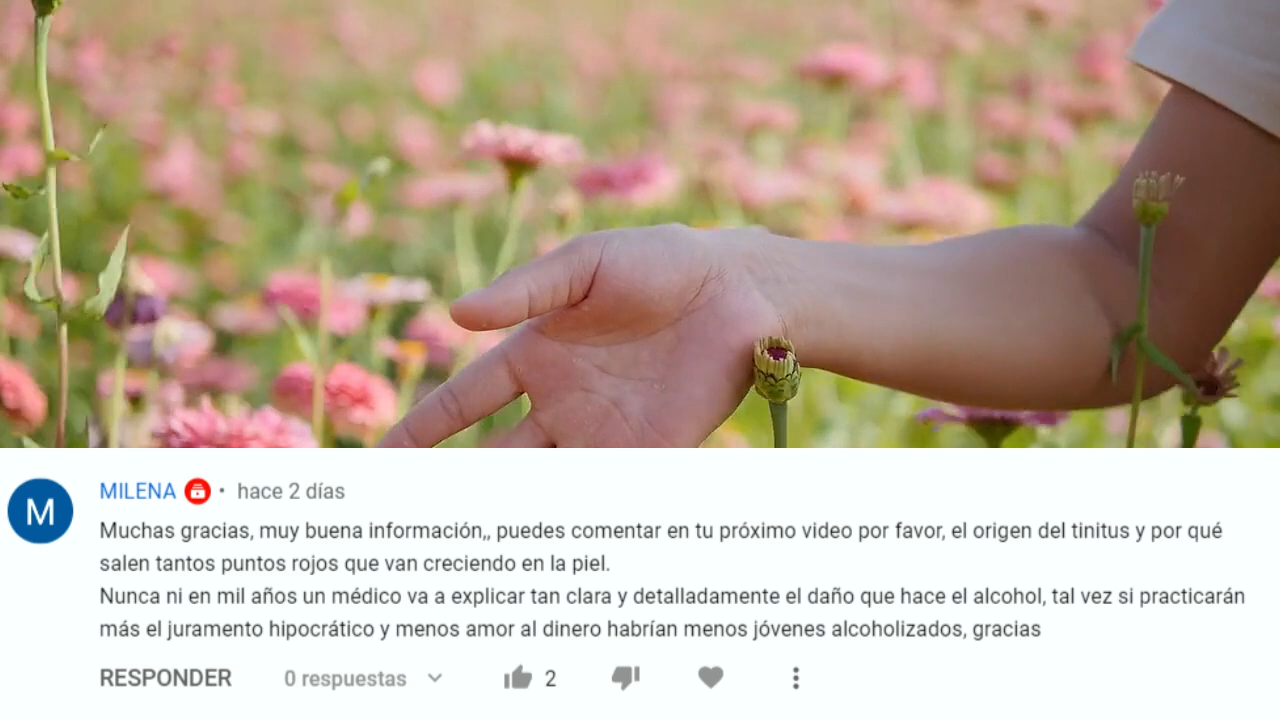 M
MILENA • hace 2 días
Muchas gracias, muy buena información,, puedes comentar en tu próximo video por favor, el origen del tinitus y por qué
salen tantos puntos rojos que van creciendo en la piel.
Nunca ni en mil años un médico va a explicar tan clara y detalladamente el daño que hace el alcohol, tal vez si practicarán
más el juramento hipocrático y menos amor al dinero habrían menos jóvenes alcoholizados, gracias
RESPONDER 0 respuestas 2